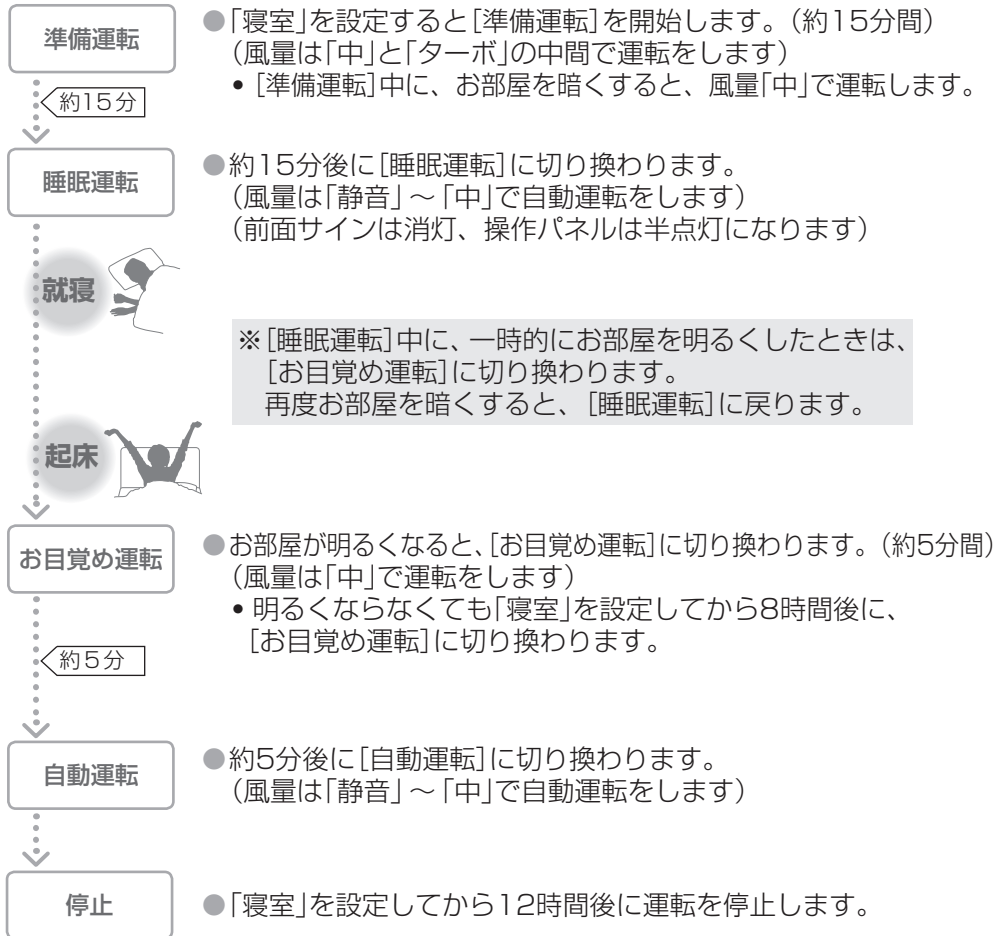 準備運転
●「寝室」を設定すると[準備運転]を開始します。(約15分間)
(風量は「中」と「ターボ」の中間で運転をします)
• [準備運転]中に、お部屋を暗くすると、風量「中」で運転します。
約15分
睡眠運転
●約15分後に[睡眠運転]に切り換わります。
(風量は「静音」～「中」で自動運転をします)
(前面サインは消灯、操作パネルは半点灯になります)
就寝
※[睡眠運転]中に、一時的にお部屋を明るくしたときは、
[お目覚め運転]に切り換わります。
再度お部屋を暗くすると、[睡眠運転]に戻ります。
起床
お目覚め運転
●お部屋が明るくなると、[お目覚め運転]に切り換わります。(約5分間)
(風量は「中」で運転をします)
• 明るくならなくても「寝室」を設定してから8時間後に、
[お目覚め運転]に切り換わります。
約5分
自動運転
●約5分後に[自動運転]に切り換わります。
(風量は「静音」～「中」で自動運転をします)
停止
●「寝室」を設定してから12時間後に運転を停止します。